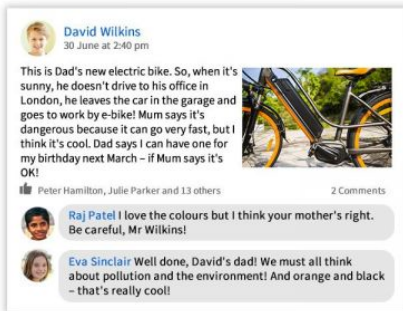 David Wilkins
30 June at 2:40 pm
This is Dad's new electric bike. So, when it's
sunny, he doesn't drive to his office in
London, he leaves the car in the garage and
goes to work by e-bike! Mum says it's
dangerous because it can go very fast, but I
think it's cool. Dad says I can have one for
my birthday next March – if Mum says it's
OK!
Peter Hamilton, Julie Parker and 13 others 2 Comments
Raj Patel I love the colours but I think your mother's right.
Be careful, Mr Wilkins!
Eva Sinclair Well done, David's dad! We must all think
about pollution and the environment! And orange and black
– that's really cool!